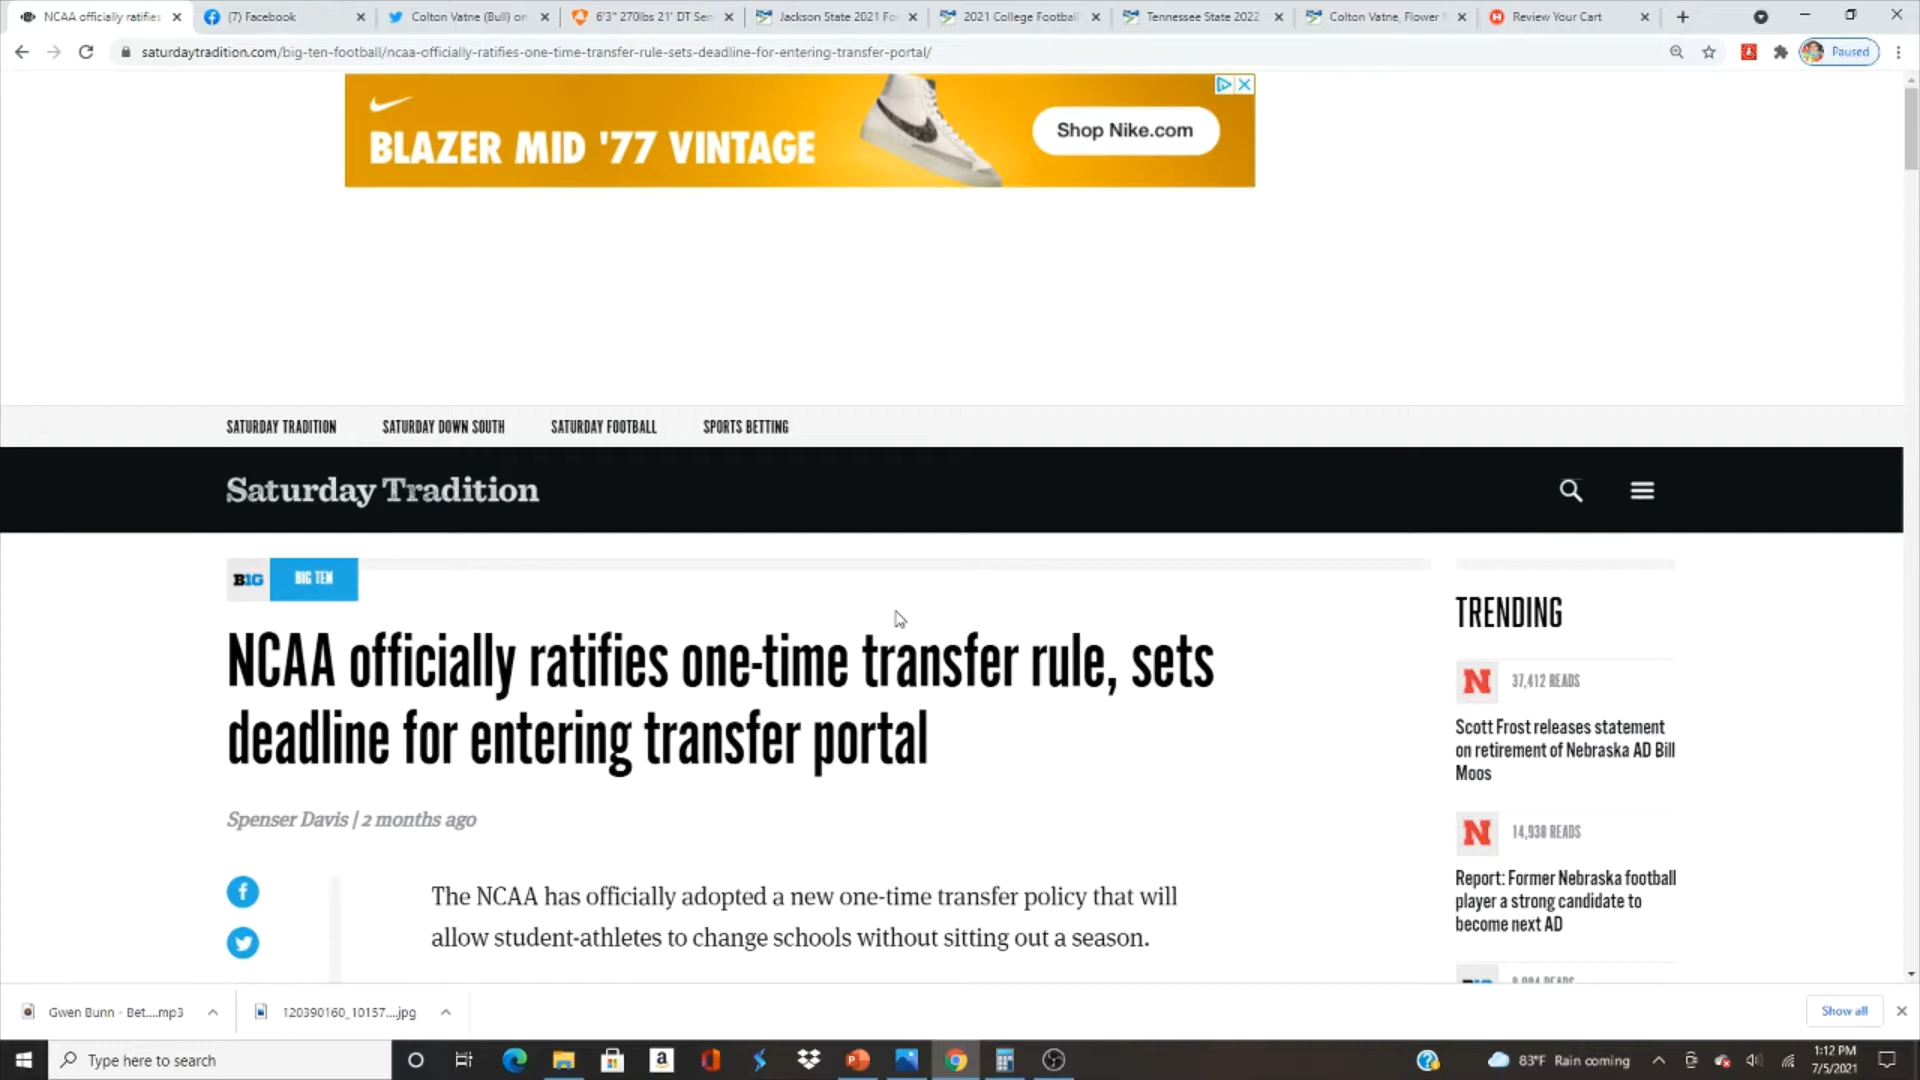 NCAA officially ratifies
(7) Facebook
Colton Vatne (Bull) on
6'3" 270lbs 21' DT Sen
Jackson State 2021 Fo
2021 College Football
Tennessee State 2022
Colton Vatne, Flower
Review Your Cart
saturdaytradition.com/big-ten-football/ncaa-officially-ratifies-one-time-transfer-rule-sets-deadline-for-entering-transfer-portal/
Paused
BLAZER MID '77 VINTAGE
Shop Nike.com
SATURDAY TRADITION
SATURDAY DOWN SOUTH
SATURDAY FOOTBALL
SPORTS BETTING
Saturday Tradition
B1G
BIG TEN
NCAA officially ratifies one-time transfer rule, sets
deadline for entering transfer portal
Spenser Davis | 2 months ago
The NCAA has officially adopted a new one-time transfer policy that will
allow student-athletes to change schools without sitting out a season.
TRENDING
N
37,412 READS
Scott Frost releases statement
on retirement of Nebraska AD Bill
Moos
N
14,938 READS
Report: Former Nebraska football
player a strong candidate to
become next AD
Gwen Bunn - Bet....mp3
120390160_10157....jpg
Show all
Type here to search
83°F Rain coming
1:12 PM
7/5/2021